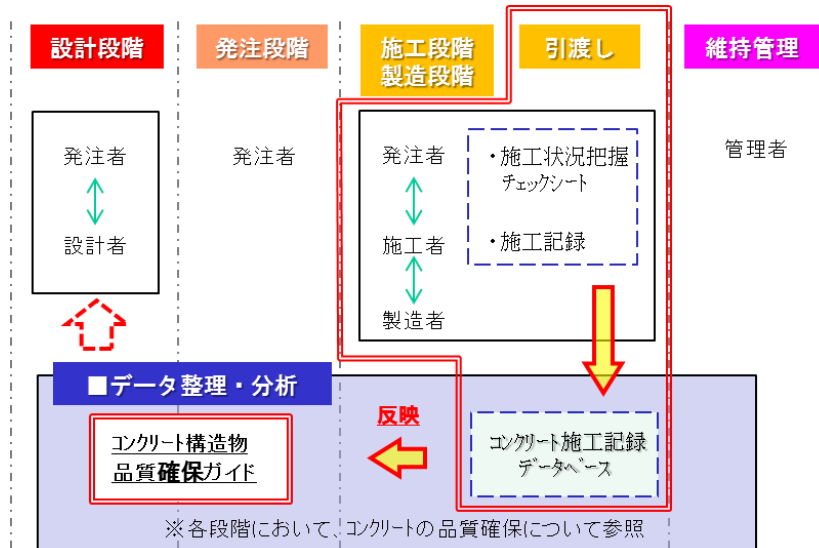 設計段階
発注段階
施工段階
製造段階
引渡し
維持管理
発注者
設計者
発注者
発注者
施工者
製造者
・施工状況把握
チェックシート
・施工記録
管理者
■データ整理・分析
コンクリート構造物
品質確保ガイド
反映
コンクリート施工記録
データベース
※各段階において、コンクリートの品質確保について参照